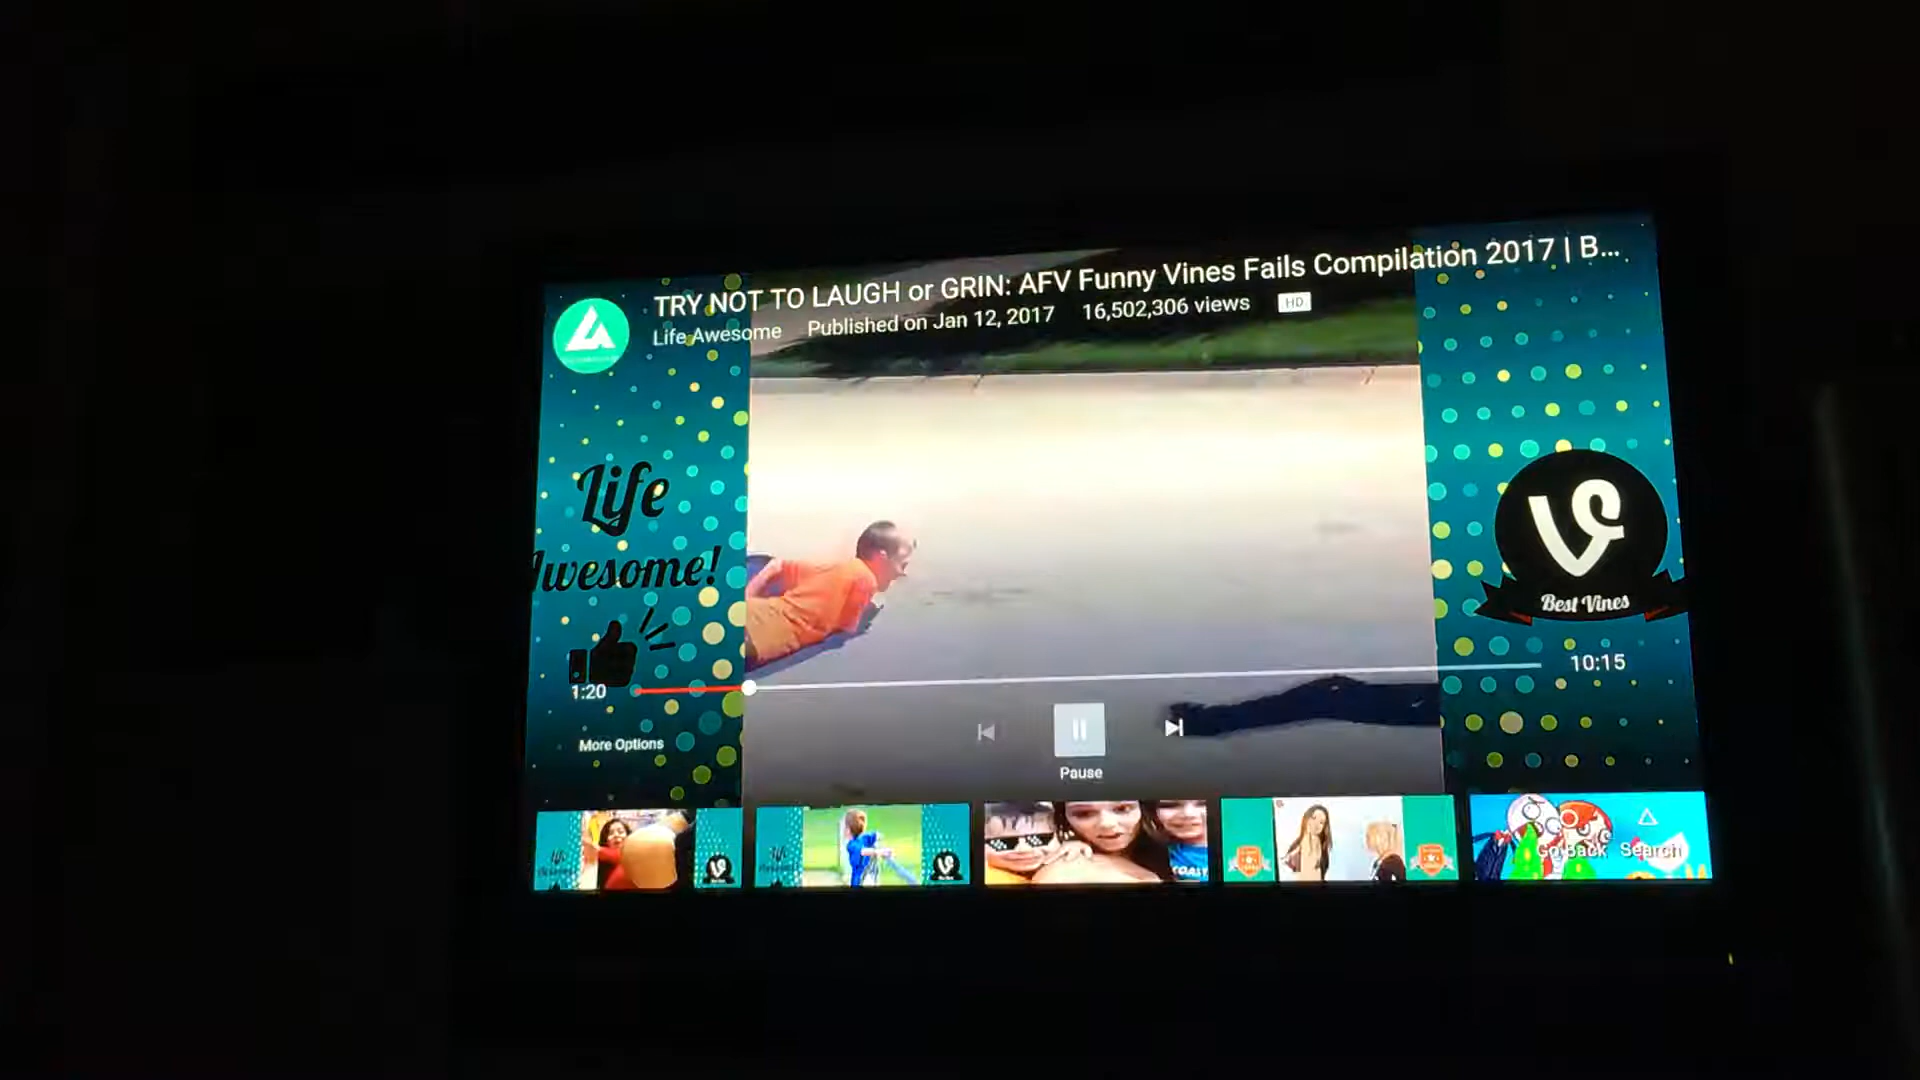 TRY NOT TO LAUGH or GRIN: AFV Funny Vines Fails Compilation 2017 | B...
Life Awesome Published on Jan 12, 2017 16,502,306 views HD
Life
Awesome!
Best Vines
1:20
10:15
More Options
Pause
Go Back Search